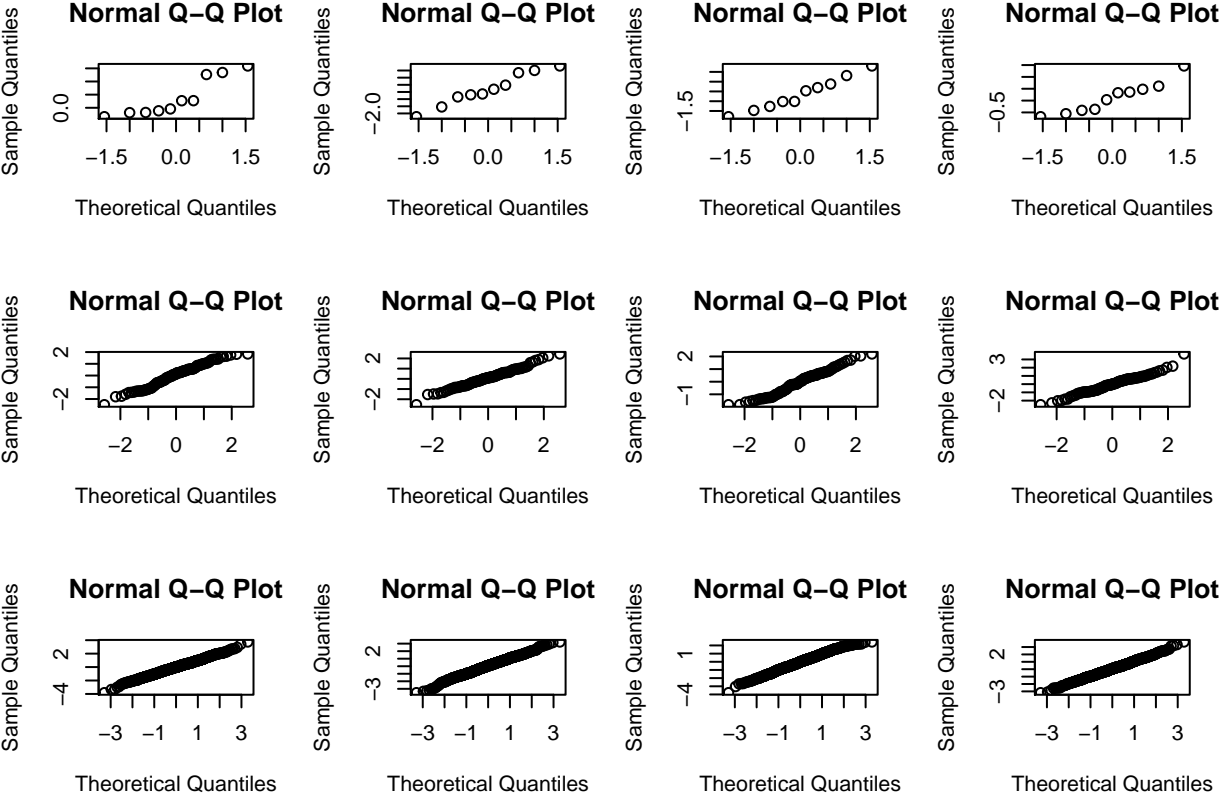 Normal Q−Q Plot
Sample Quantiles
0.0
−1.5 0.0 1.5
Theoretical Quantiles
Normal Q−Q Plot
Sample Quantiles
−2.0
−1.5 0.0 1.5
Theoretical Quantiles
Normal Q−Q Plot
Sample Quantiles
−1.5
−1.5 0.0 1.5
Theoretical Quantiles
Normal Q−Q Plot
Sample Quantiles
−0.5
−1.5 0.0 1.5
Theoretical Quantiles
Normal Q−Q Plot
Sample Quantiles
2
−2
−2 0 2
Theoretical Quantiles
Normal Q−Q Plot
Sample Quantiles
2
−2
−2 0 2
Theoretical Quantiles
Normal Q−Q Plot
Sample Quantiles
2
−1
−2 0 2
Theoretical Quantiles
Normal Q−Q Plot
Sample Quantiles
3
−2
−2 0 2
Theoretical Quantiles
Normal Q−Q Plot
Sample Quantiles
2
−4
−3 −1 1 3
Theoretical Quantiles
Normal Q−Q Plot
Sample Quantiles
2
−3
−3 −1 1 3
Theoretical Quantiles
Normal Q−Q Plot
Sample Quantiles
1
−4
−3 −1 1 3
Theoretical Quantiles
Normal Q−Q Plot
Sample Quantiles
2
−3
−3 −1 1 3
Theoretical Quantiles